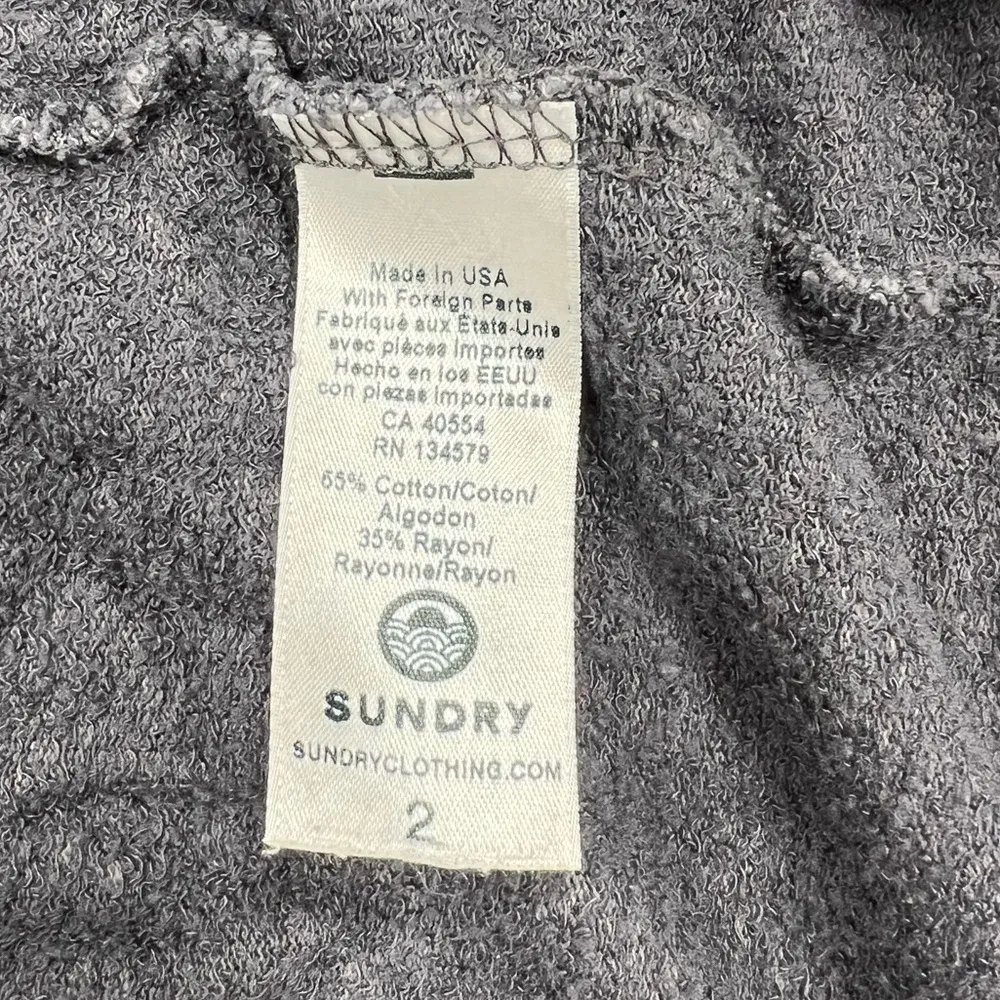 Made In USA
With Foreign Parts
Fabriqué aux États-Unis
avec pièces importes
Hecho en los EEUU
con piezas importadas
CA 40554
RN 134579
65% Cotton/Coton/
Algodon
35% Rayon/
Rayonne/Rayon
SUNDRY
SUNDRYCLOTHING.COM
2